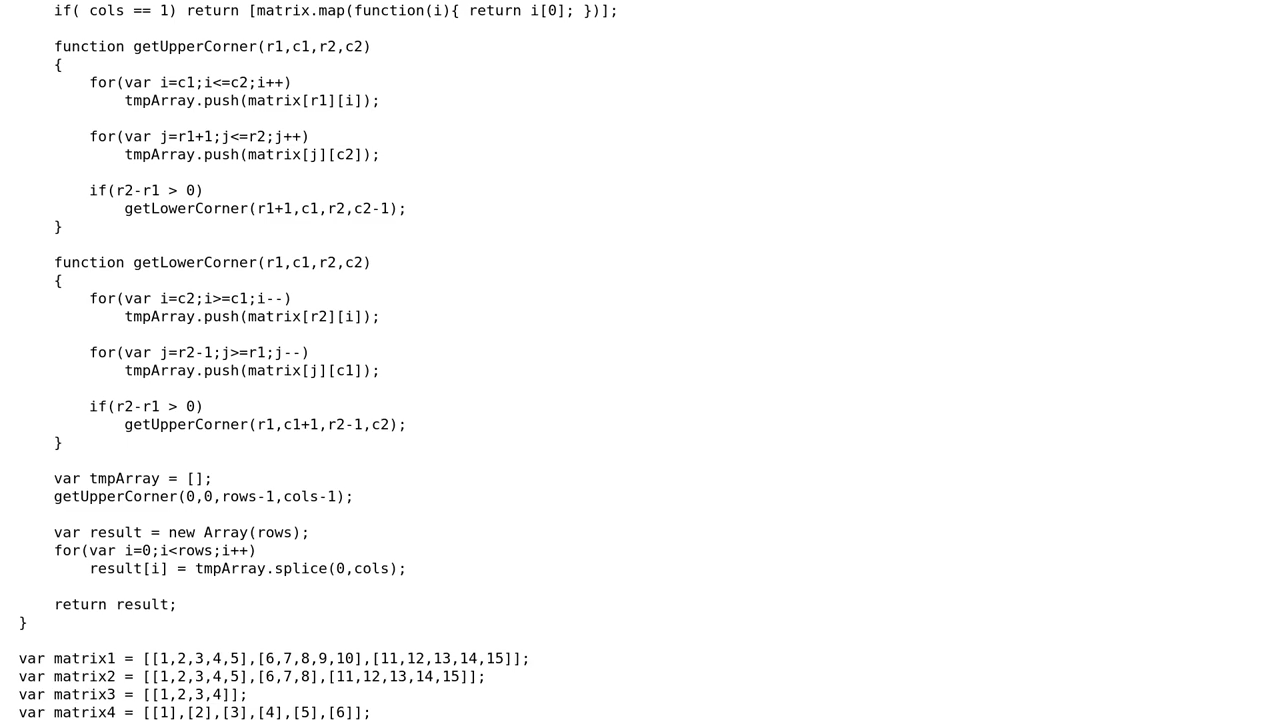 if( cols == 1) return [matrix.map(function(i){ return i[0]; })];
function getUpperCorner(r1,c1,r2,c2)
{
for(var i=c1;i<=c2;i++)
tmpArray.push(matrix[r1][i]);
for(var j=r1+1;j<=r2;j++)
tmpArray.push(matrix[j][c2]);
if(r2-r1 > 0)
getLowerCorner(r1+1,c1,r2,c2-1);
}
function getLowerCorner(r1,c1,r2,c2)
{
for(var i=c2;i>=c1;i--)
tmpArray.push(matrix[r2][i]);
for(var j=r2-1;j>=r1;j--)
tmpArray.push(matrix[j][c1]);
if(r2-r1 > 0)
getUpperCorner(r1,c1+1,r2-1,c2);
}
var tmpArray = [];
getUpperCorner(0,0,rows-1,cols-1);
var result = new Array(rows);
for(var i=0;i<rows;i++)
result[i] = tmpArray.splice(0,cols);
return result;
}
var matrix1 = [[1,2,3,4,5],[6,7,8,9,10],[11,12,13,14,15]];
var matrix2 = [[1,2,3,4,5],[6,7,8],[11,12,13,14,15]];
var matrix3 = [[1,2,3,4]];
var matrix4 = [[1],[2],[3],[4],[5],[6]];